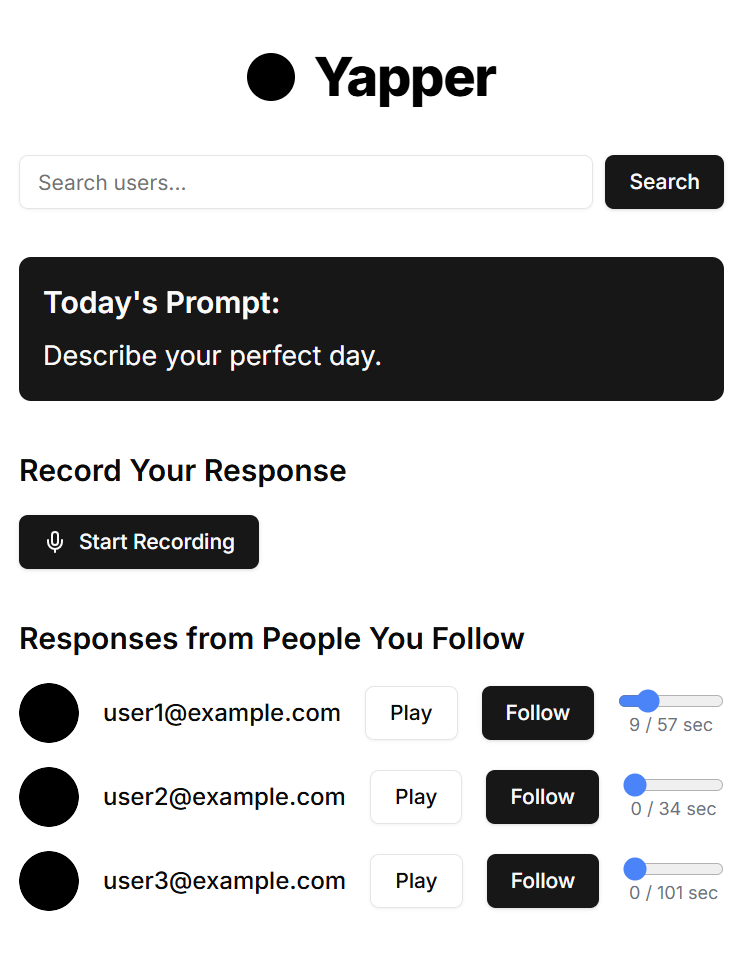 Yapper
Search users...
Search
Today's Prompt:
Describe your perfect day.
Record Your Response
Start Recording
Responses from People You Follow
user1@example.com Play Follow 9 / 57 sec
user2@example.com Play Follow 0 / 34 sec
user3@example.com Play Follow 0 / 101 sec